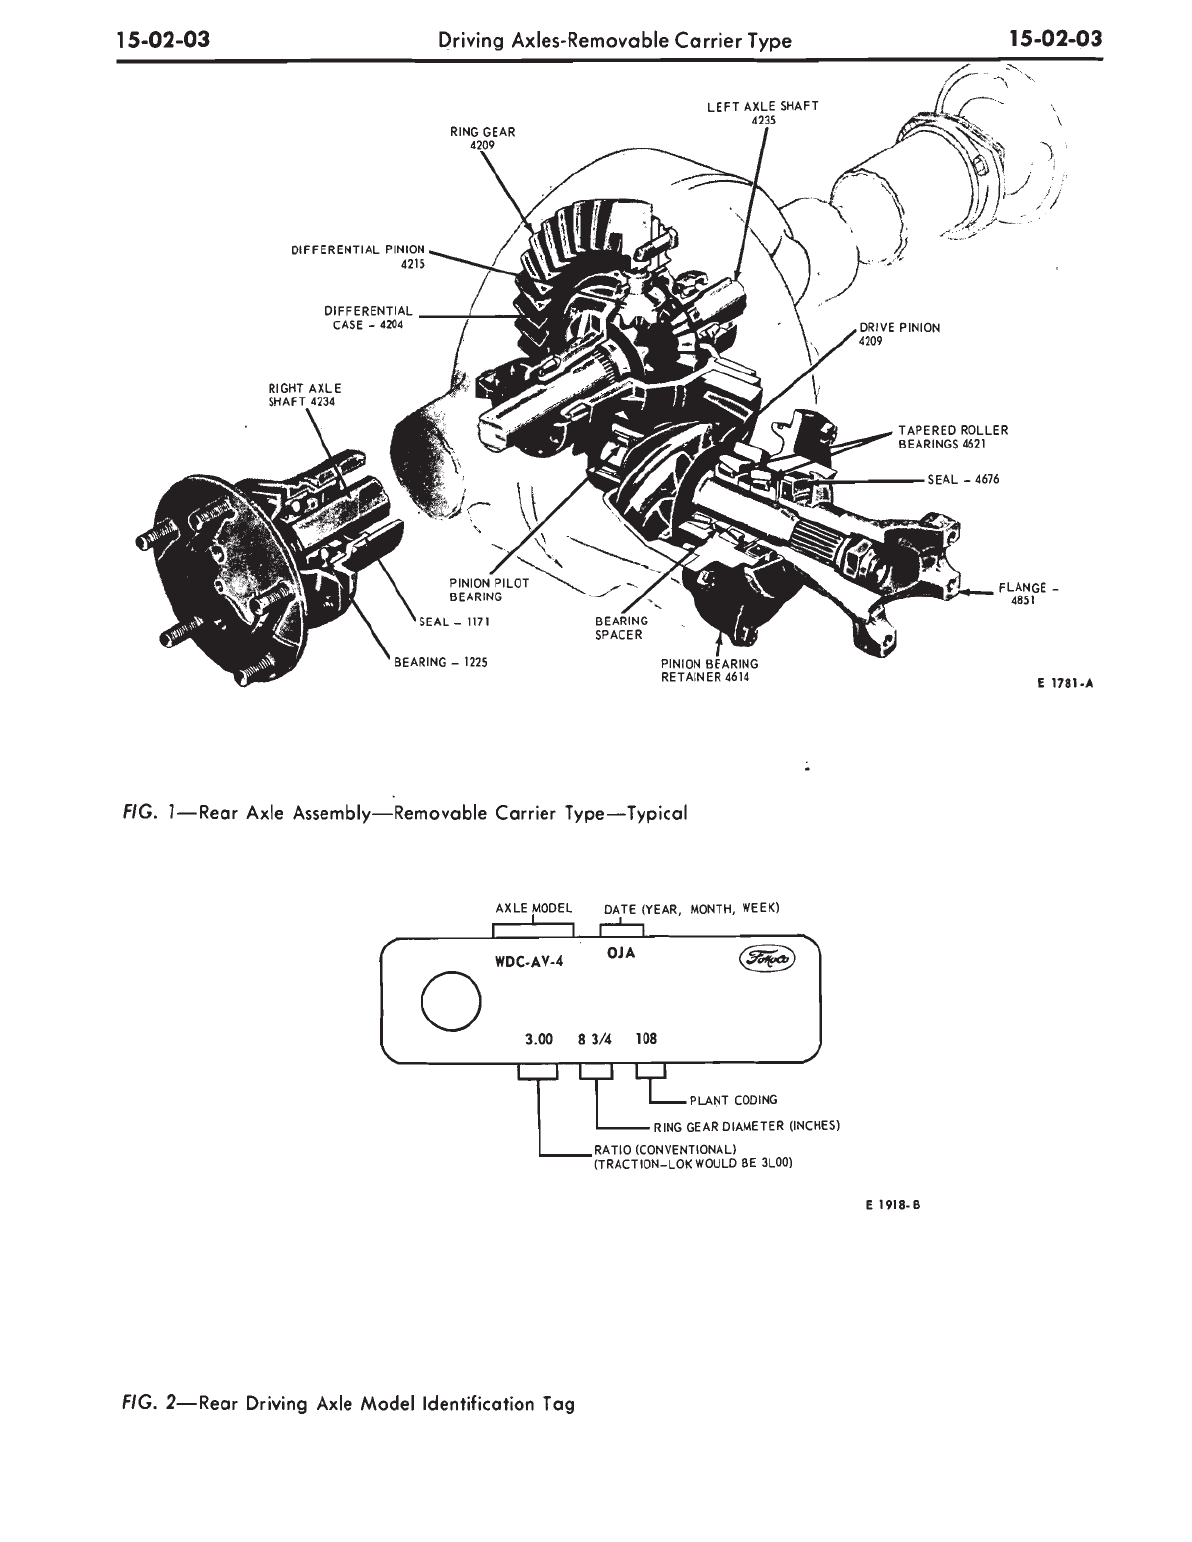 15-02-03 Driving Axles-Removable Carrier Type 15-02-03
LEFT AXLE SHAFT
4235
RING GEAR
4209
DIFFERENTIAL PINION
4215
DIFFERENTIAL
CASE – 4204
DRIVE PINION
4209
RIGHT AXLE
SHAFT 4234
TAPERED ROLLER
BEARINGS 4621
SEAL – 4676
PINION PILOT
BEARING
FLANGE –
4851
SEAL – 1171
BEARING
SPACER
BEARING – 1225
PINION BEARING
RETAINER 4614
E 1781-A
FIG. 1—Rear Axle Assembly—Removable Carrier Type—Typical
AXLE MODEL
DATE (YEAR, MONTH, WEEK)
WDC-AV-4
OJA
FoMoCo
3.00 8 3/4 108
PLANT CODING
RING GEAR DIAMETER (INCHES)
RATIO (CONVENTIONAL)
(TRACTION–LOK WOULD BE 3L00)
E 1918-B
FIG. 2—Rear Driving Axle Model Identification Tag